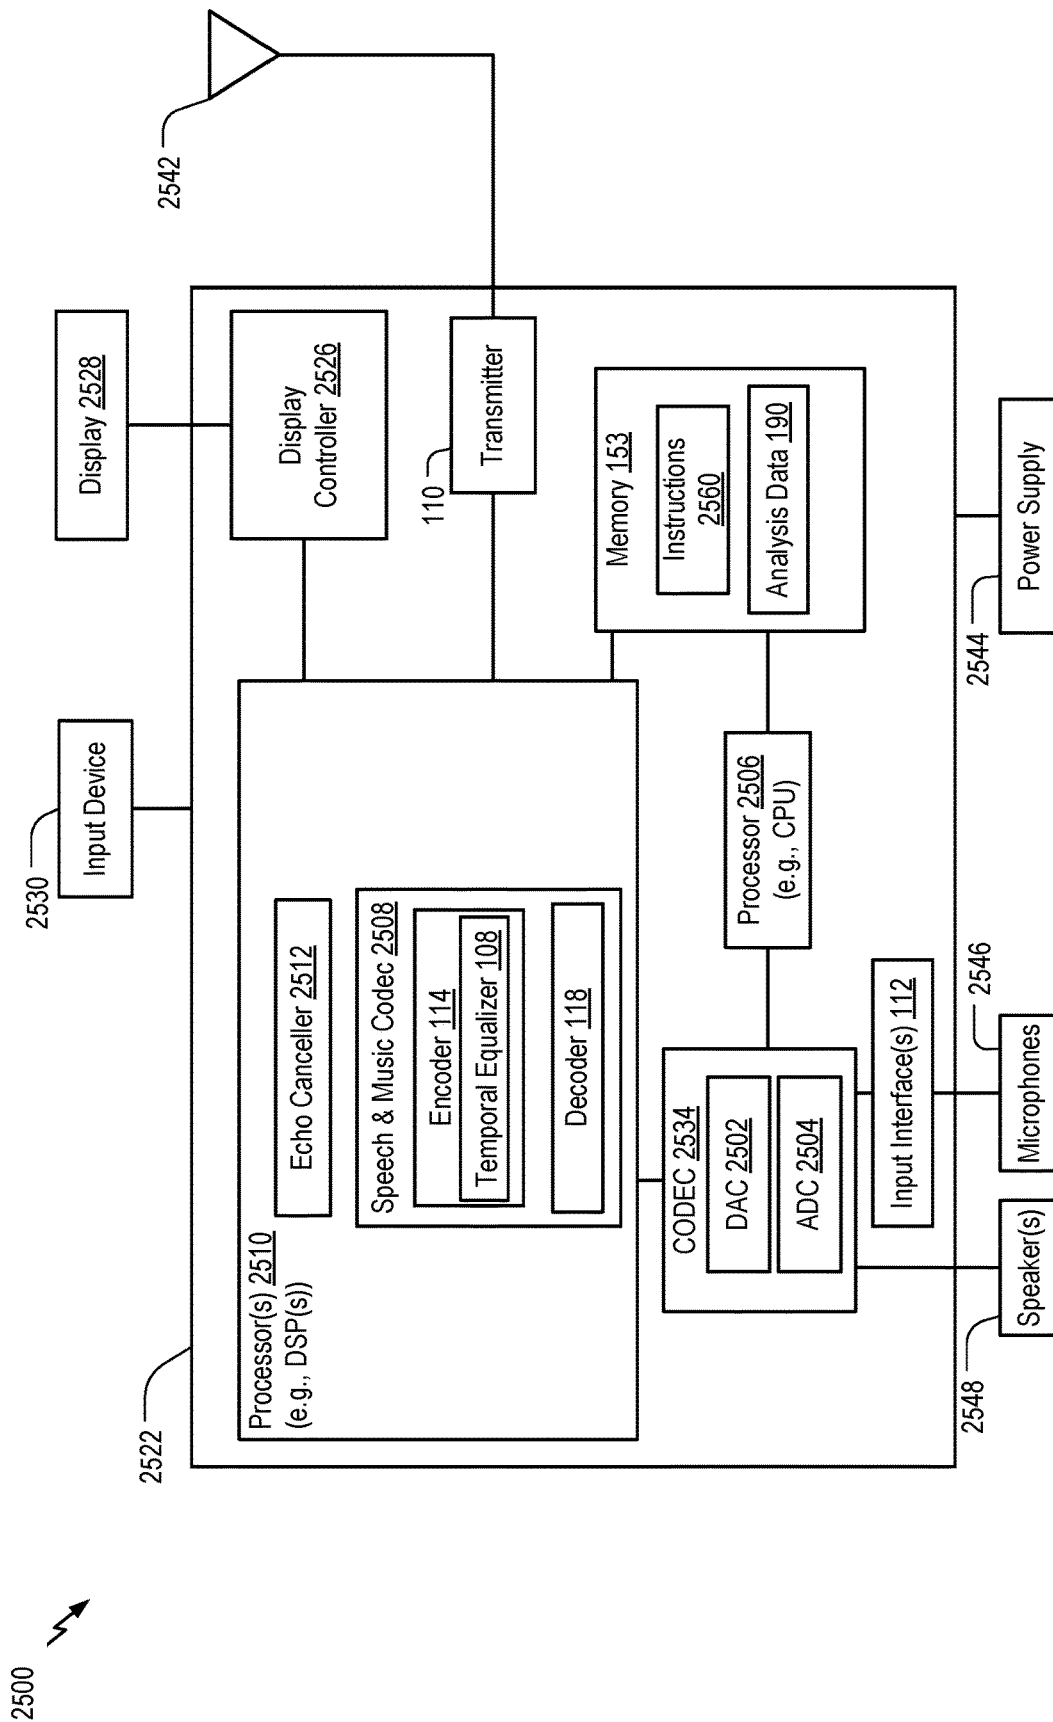 2500
2522
2530
Input Device
Display 2528
2542
Processor(s) 2510
(e.g., DSP(s))
Echo Canceller 2512
Speech & Music Codec 2508
Encoder 114
Temporal Equalizer 108
Decoder 118
Display
Controller 2526
110
Transmitter
CODEC 2534
DAC 2502
ADC 2504
Processor 2506
(e.g., CPU)
Memory 153
Instructions
2560
Analysis Data 190
Input Interface(s) 112
2548
Speaker(s)
2546
Microphones
2544
Power Supply